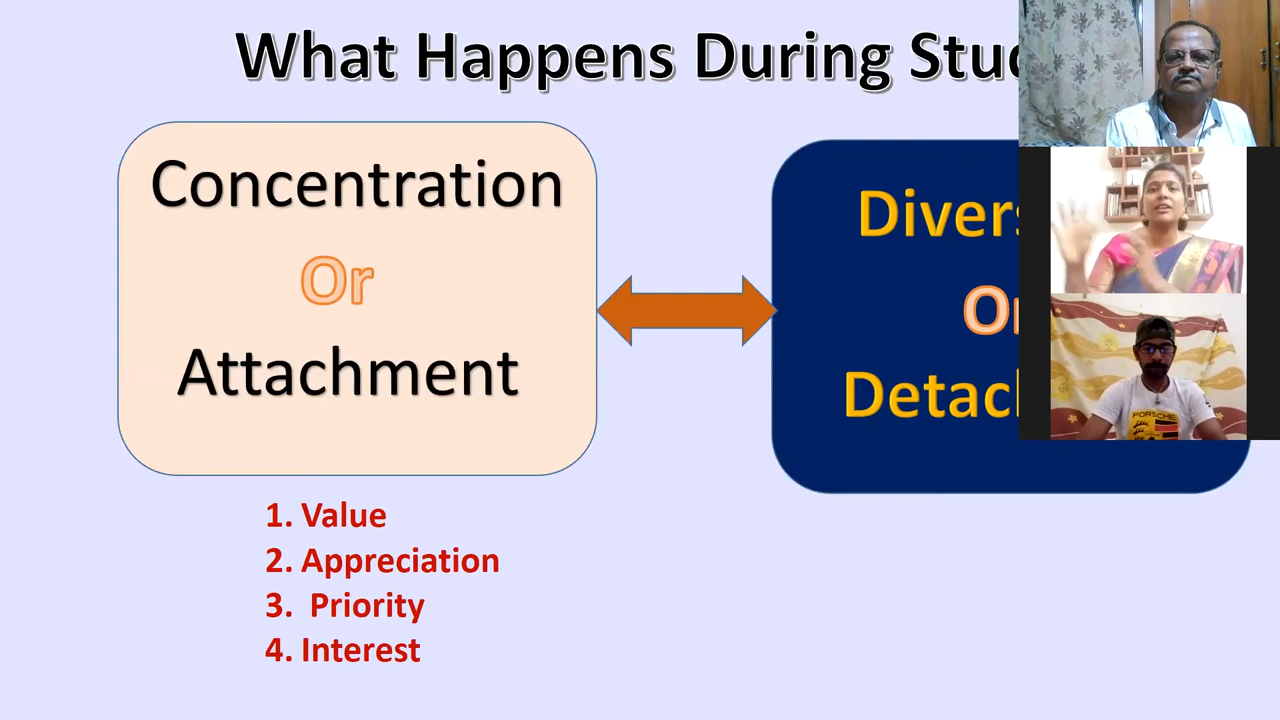 What Happens During Stu
Concentration
Or
Attachment
Divers
Or
Detach
1. Value
2. Appreciation
3. Priority
4. Interest
PORSCHE